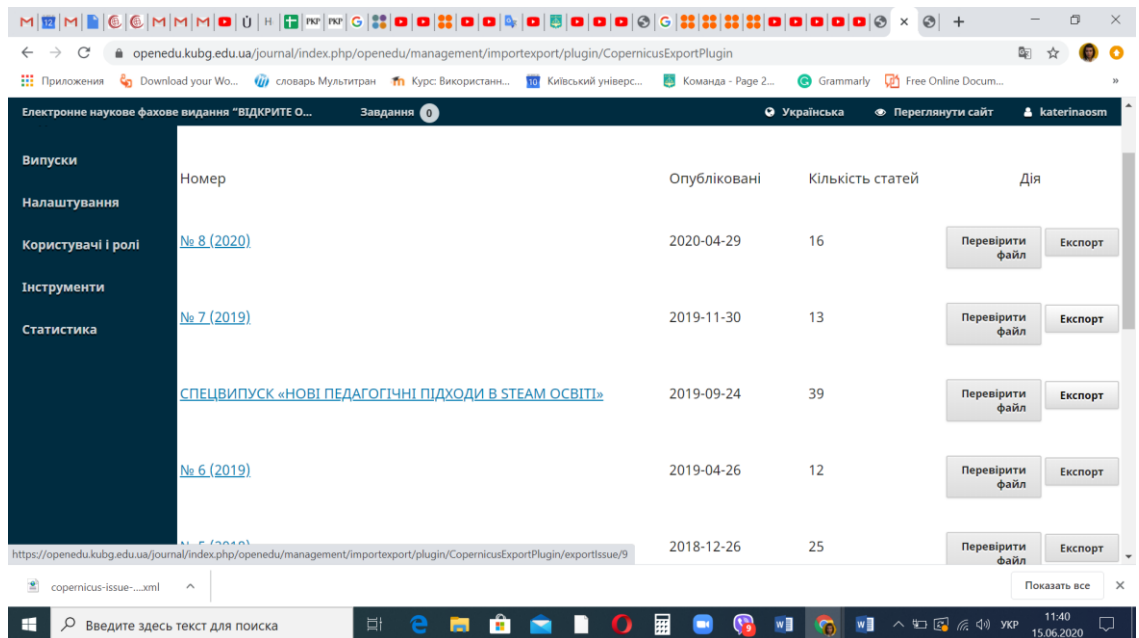 openedu.kubg.edu.ua/journal/index.php/openedu/management/importexport/plugin/CopernicusExportPlugin
Приложения Download your Wo... словарь Мультитран Курс: Використанн... Київський універс... Команда - Page 2... Grammarly Free Online Docum... »
Електронне наукове фахове видання "ВІДКРИТЕ О... Завдання 0 Українська Переглянути сайт katerinaosm
Випуски
Налаштування
Користувачі і ролі
Інструменти
Статистика
Номер Опубліковані Кількість статей Дія
№ 8 (2020) 2020-04-29 16 Перевірити файл Експорт
№ 7 (2019) 2019-11-30 13 Перевірити файл Експорт
СПЕЦВИПУСК «НОВІ ПЕДАГОГІЧНІ ПІДХОДИ В STEAM ОСВІТІ» 2019-09-24 39 Перевірити файл Експорт
№ 6 (2019) 2019-04-26 12 Перевірити файл Експорт
2018-12-26 25 Перевірити файл Експорт
https://openedu.kubg.edu.ua/journal/index.php/openedu/management/importexport/plugin/CopernicusExportPlugin/exportIssue/9
copernicus-issue-....xml Показать все
Введите здесь текст для поиска УКР 11:40
15.06.2020